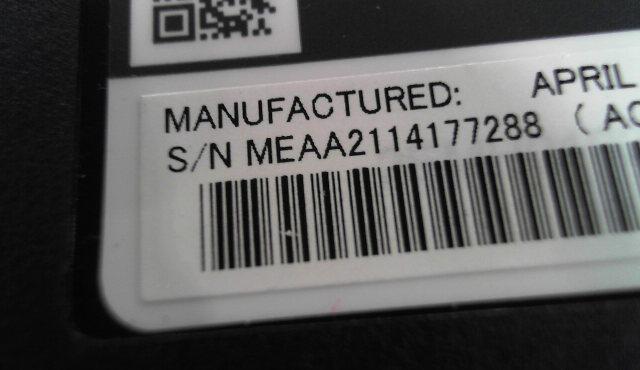 MANUFACTURED: APRIL
S/N MEAA2114177288 ( AC